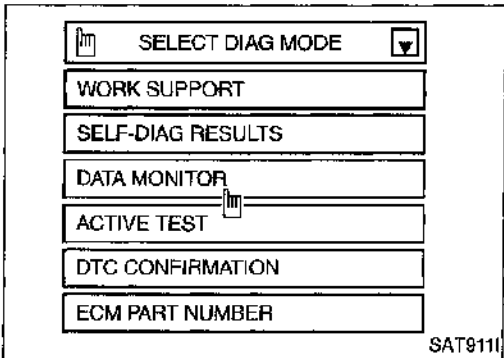 SELECT DIAG MODE
WORK SUPPORT
SELF-DIAG RESULTS
DATA MONITOR
ACTIVE TEST
DTC CONFIRMATION
ECM PART NUMBER
SAT911I